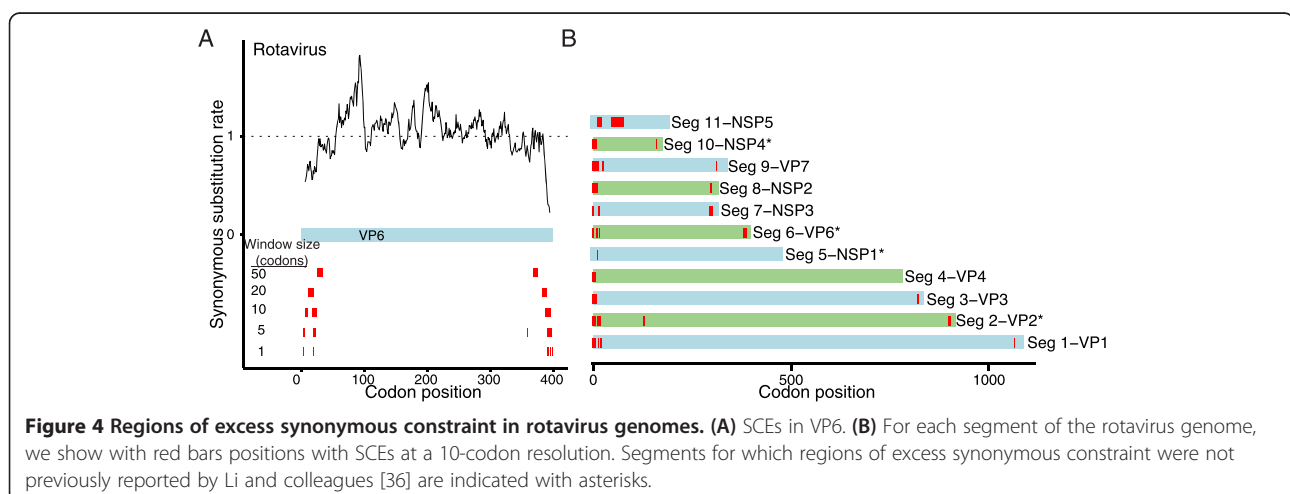 A
B
Rotavirus
Synonymous substitution rate
1
0
VP6
Window size
(codons)
50
20
10
5
1
0
100
200
300
400
Codon position
Seg 11–NSP5
Seg 10–NSP4*
Seg 9–VP7
Seg 8–NSP2
Seg 7–NSP3
Seg 6–VP6*
Seg 5–NSP1*
Seg 4–VP4
Seg 3–VP3
Seg 2–VP2*
Seg 1–VP1
0
500
1000
Codon position
Figure 4 Regions of excess synonymous constraint in rotavirus genomes. (A) SCEs in VP6. (B) For each segment of the rotavirus genome,
we show with red bars positions with SCEs at a 10-codon resolution. Segments for which regions of excess synonymous constraint were not
previously reported by Li and colleagues [36] are indicated with asterisks.